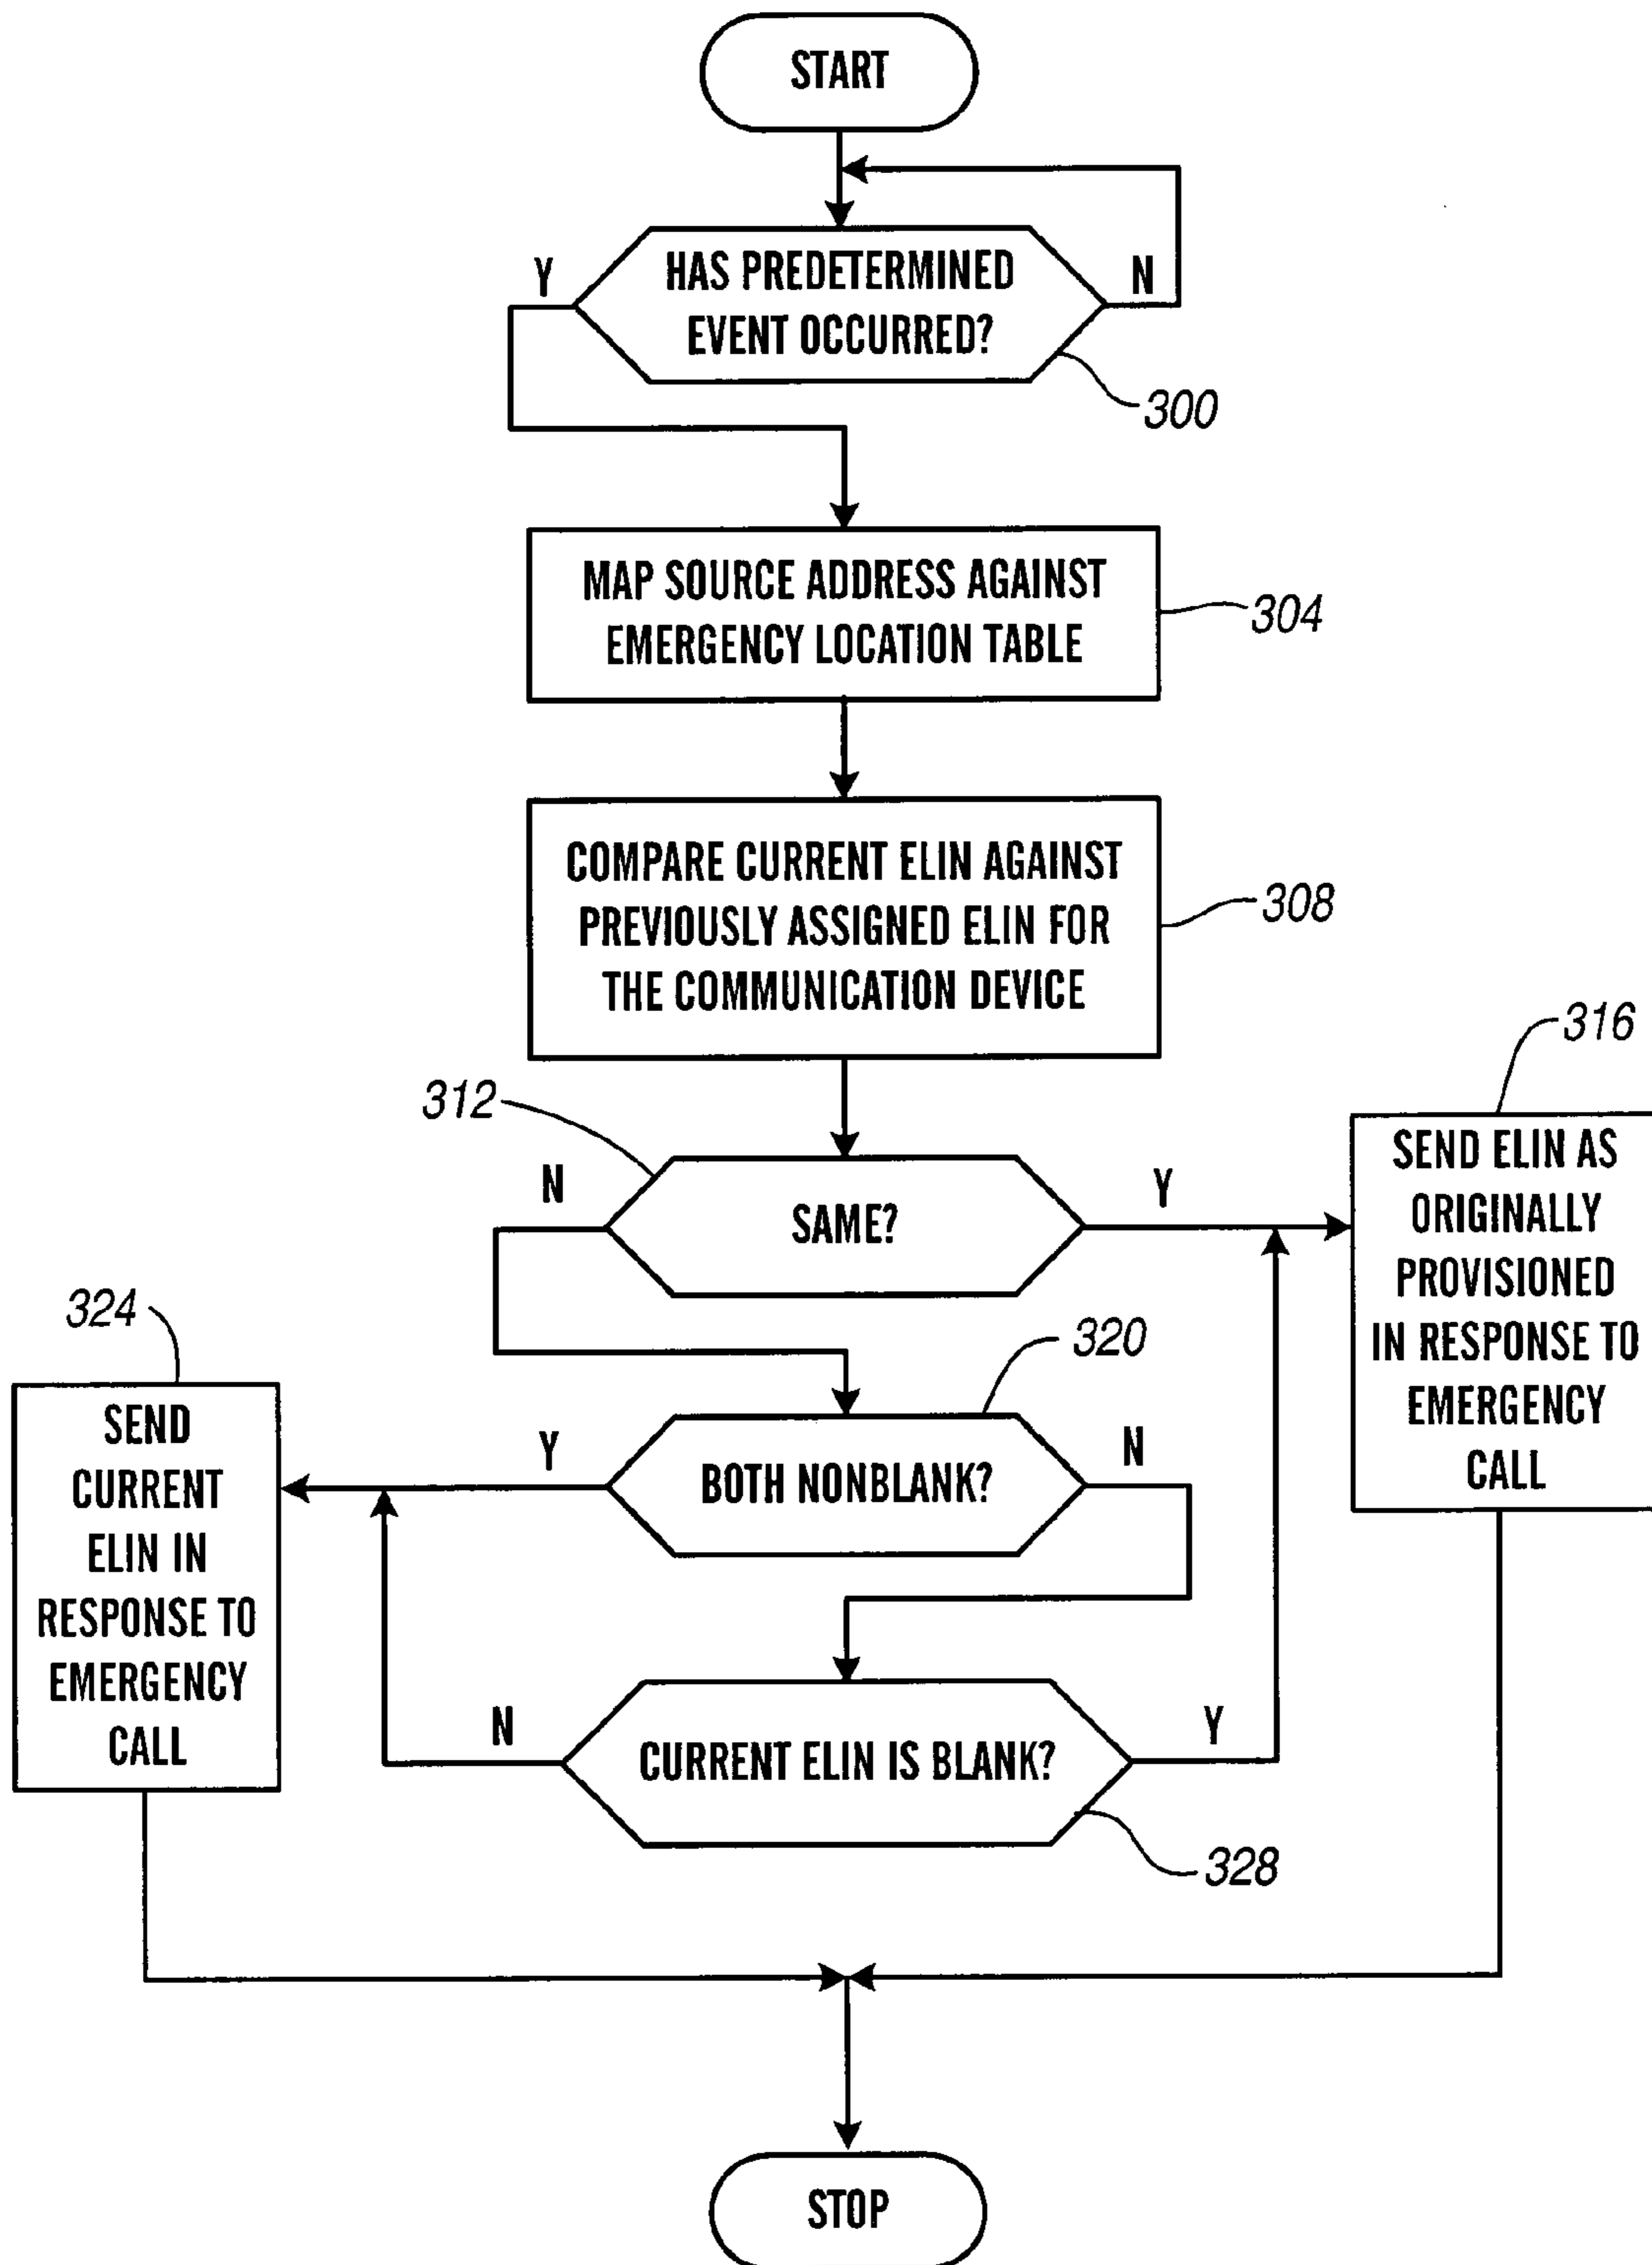 START
Y
HAS PREDETERMINED
EVENT OCCURRED?
N
300
MAP SOURCE ADDRESS AGAINST
EMERGENCY LOCATION TABLE
304
COMPARE CURRENT ELIN AGAINST
PREVIOUSLY ASSIGNED ELIN FOR
THE COMMUNICATION DEVICE
308
312
N
SAME?
Y
316
SEND ELIN AS
ORIGINALLY
PROVISIONED
IN RESPONSE TO
EMERGENCY
CALL
320
324
SEND
CURRENT
ELIN IN
RESPONSE TO
EMERGENCY
CALL
Y
BOTH NONBLANK?
N
N
CURRENT ELIN IS BLANK?
Y
328
STOP